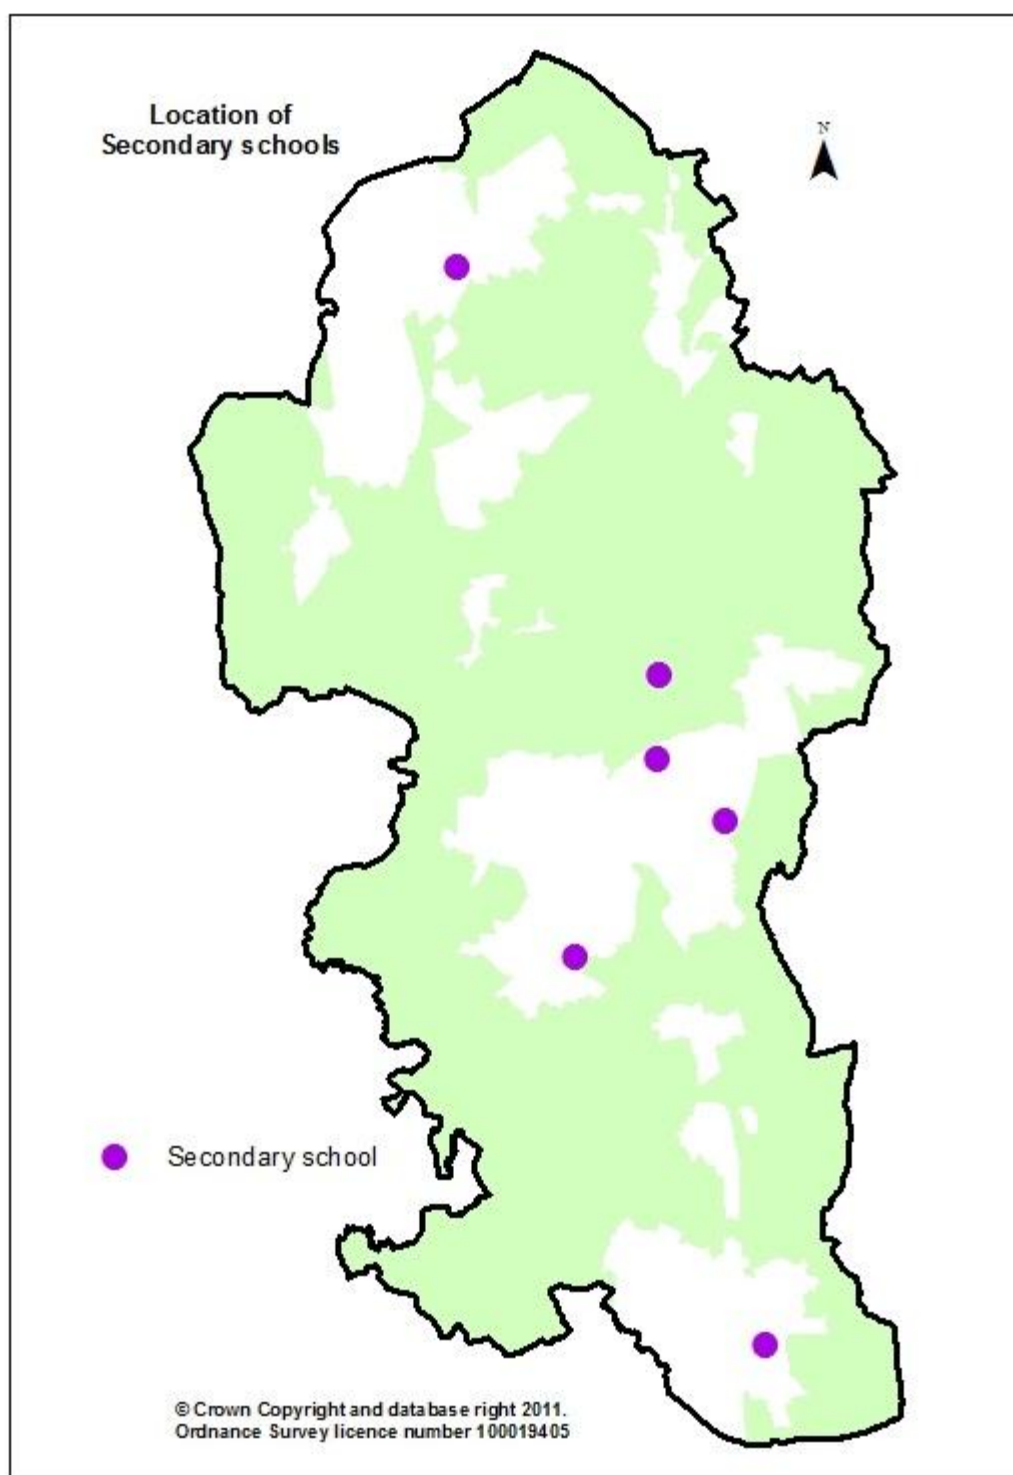 Location of
Secondary schools
N
Secondary school
© Crown Copyright and database right 2011.
Ordnance Survey licence number 100019405